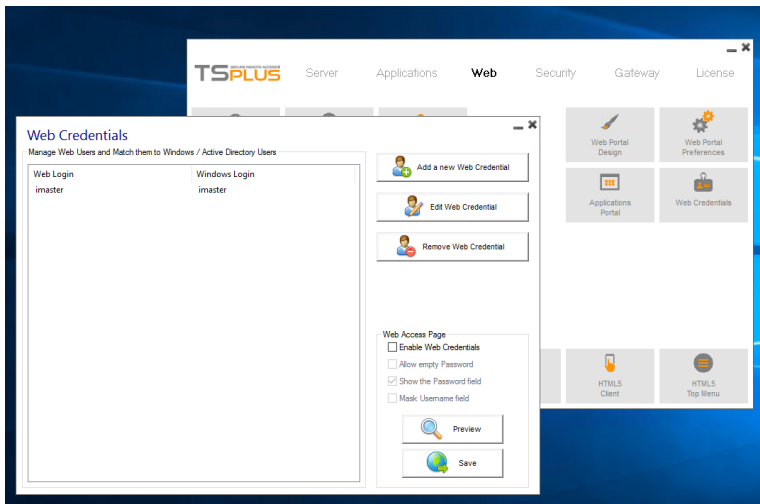 TSPLUS
SECURE REMOTE ACCESS
Server
Applications
Web
Security
Gateway
License
Web Portal
Design
Web Portal
Preferences
Applications
Portal
Web Credentials
HTML5
Client
HTML5
Top Menu
Web Credentials
Manage Web Users and Match them to Windows / Active Directory Users
Web Login
Windows Login
imaster
imaster
Add a new Web Credential
Edit Web Credential
Remove Web Credential
Web Access Page
Enable Web Credentials
Allow empty Password
Show the Password field
Mask Username field
Preview
Save